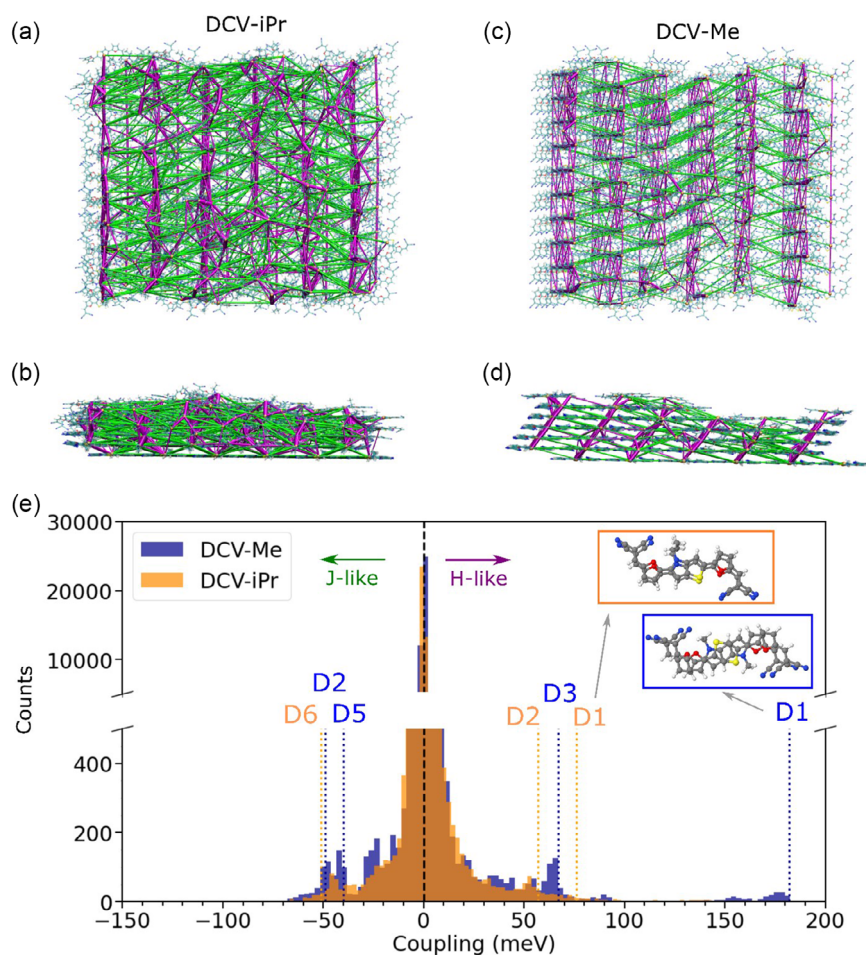 (a)
DCV-iPr
(c)
DCV-Me
(b)
(d)
(e)
30000
20000
10000
400
200
0
Counts
DCV-Me
DCV-iPr
J-like
H-like
D6
D2
D5
D2
D3
D1
D1
−150
−100
−50
0
50
100
150
200
Coupling (meV)